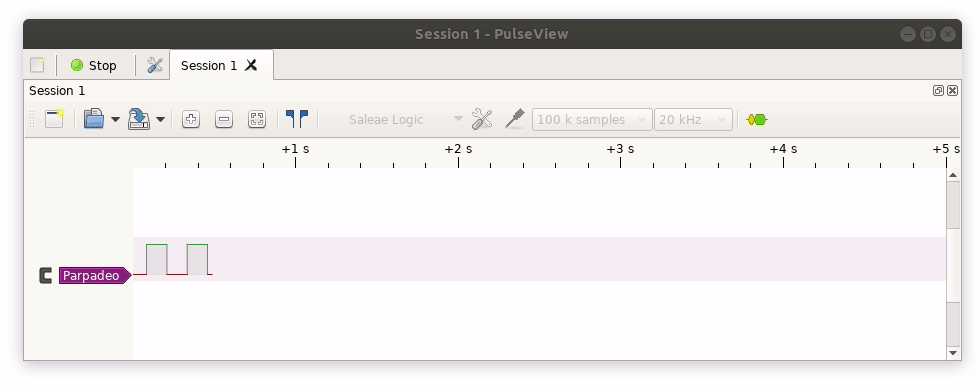 Session 1 - PulseView
Stop
Session 1
Session 1
Saleae Logic
100 k samples
20 kHz
+1 s
+2 s
+3 s
+4 s
+5 s
Parpadeo